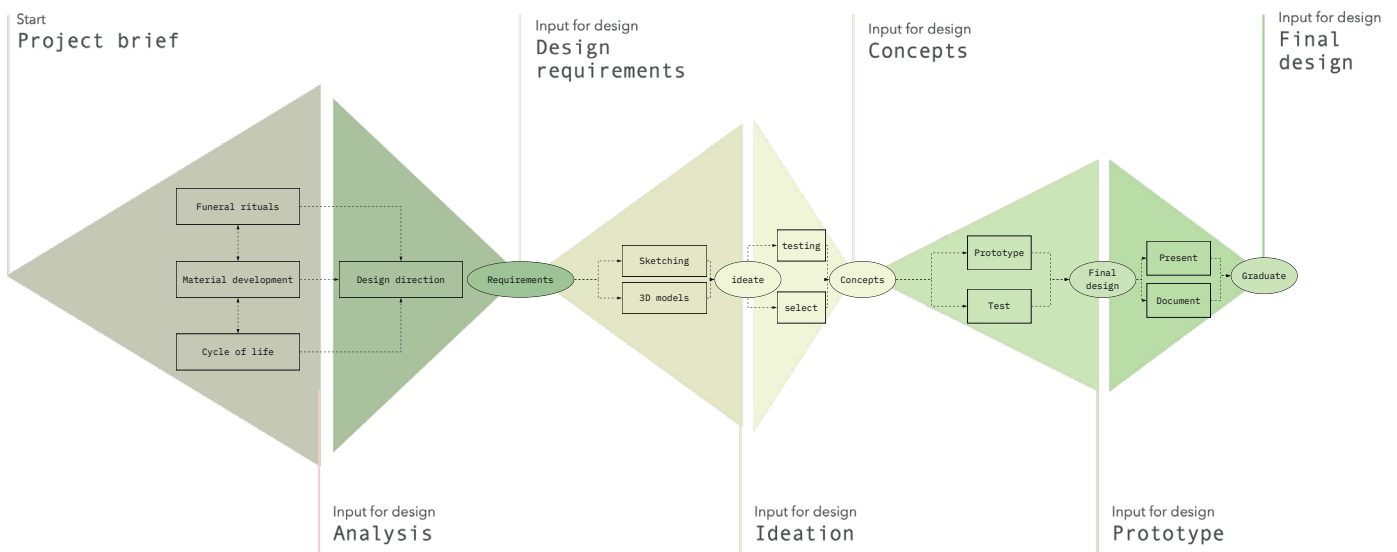 Start
Project brief
Input for design
Design
requirements
Input for design
Concepts
Input for design
Final
design
Funeral rituals
Material development
Cycle of life
Design direction
Requirements
Sketching
3D models
ideate
testing
select
Concepts
Prototype
Test
Final
design
Present
Document
Graduate
Input for design
Analysis
Input for design
Ideation
Input for design
Prototype